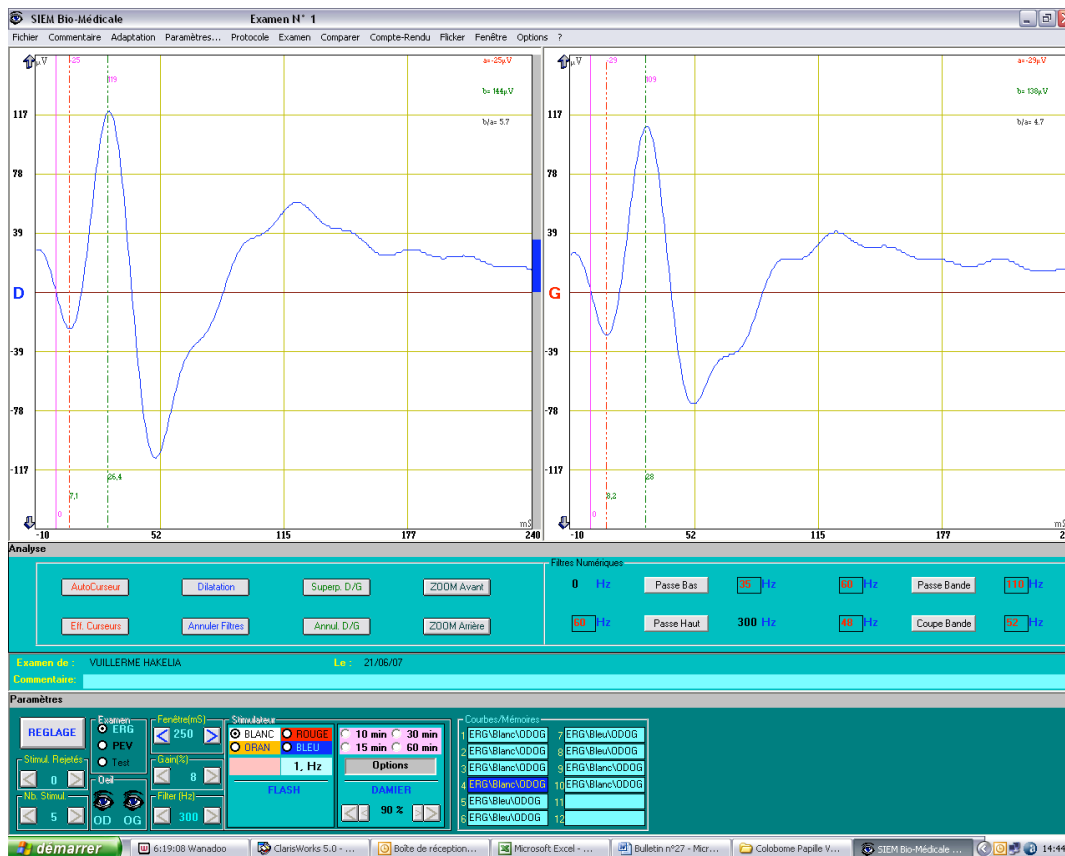 SIEM Bio-Médicale Examen N° 1
Fichier Commentaire Adaptation Paramètres... Protocole Examen Comparer Compte-Rendu Flicker Fenêtre Options ?
µV -25 a=-25µV
119
b= 144µV
117
b/a= 5.7
78
39
D
-39
-78
-117
26,4
7,1
0
mS
-10 52 115 177 240
µV -29 a=-29µV
109
b= 138µV
117
b/a= 4.7
78
39
G
-39
-78
-117
28
8,2
0
mS
-10 52 115 177
Analyse
AutoCurseur Dilatation Superp. D/G ZOOM Avant
Eff. Curseurs Annuler Filtres Annul. D/G ZOOM Arrière
Filtres Numériques
0 Hz Passe Bas 35 Hz 60 Hz Passe Bande 110 Hz
60 Hz Passe Haut 300 Hz 48 Hz Coupe Bande 52 Hz
Examen de : VUILLERME HAKELIA Le : 21/06/07
Commentaire:
Paramètres
REGLAGE
Stimul. Rejetés
0
Nb. Stimul.
5
Examen
ERG
PEV
Test
Oeil
OD OG
Fenêtre(mS)
250
Gain(%)
8
Filter (Hz)
300
Stimulateur
BLANC ROUGE
ORAN BLEU
1, Hz
FLASH
10 min 30 min
15 min 60 min
Options
DAMIER
90 %
Courbes/Mémoires
1 ERG\Blanc\ODOG 7 ERG\Bleu\ODOG
2 ERG\Blanc\ODOG 8 ERG\Bleu\ODOG
3 ERG\Blanc\ODOG 9 ERG\Blanc\ODOG
4 ERG\Blanc\ODOG 10 ERG\Blanc\ODOG
5 ERG\Bleu\ODOG 11
6 ERG\Bleu\ODOG 12
démarrer 6:19:08 Wanadoo ClarisWorks 5.0 - ... Boîte de réception... Microsoft Excel - ... Bulletin n°27 - Micr... Colobome Papille V... SIEM Bio-Médicale ... 14:44